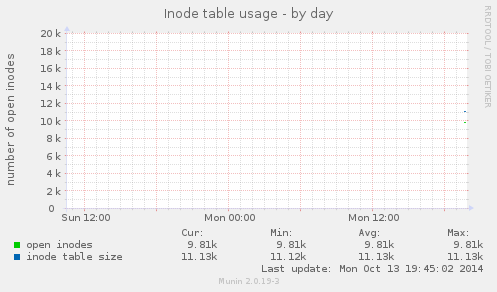 Inode table usage - by day
RRDTOOL / TOBI OETIKER
number of open inodes
20 k
18 k
16 k
14 k
12 k
10 k
8 k
6 k
4 k
2 k
0
Sun 12:00 Mon 00:00 Mon 12:00
Cur: Min: Avg: Max:
open inodes 9.81k 9.81k 9.81k 9.81k
inode table size 11.13k 11.12k 11.13k 11.13k
Last update: Mon Oct 13 19:45:02 2014
Munin 2.0.19-3